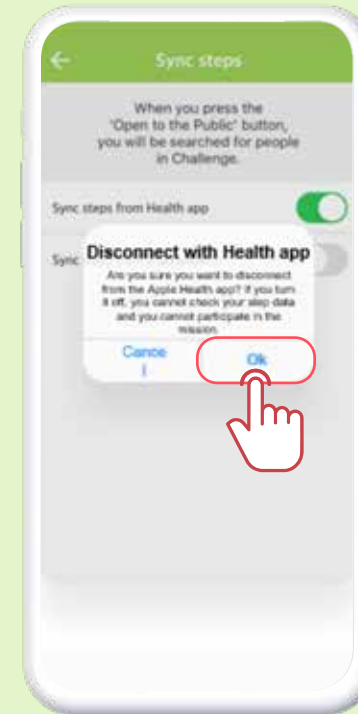 Sync steps
When you press the
'Open to the Public' button,
you will be searched for people
in Challenge.
Sync steps from Health app
Sync
Disconnect with Health app
Are you sure you want to disconnect
from the Apple Health app? If you turn
it off, you cannot check your step data
and you cannot participate in the
mission.
Cance
l
Ok